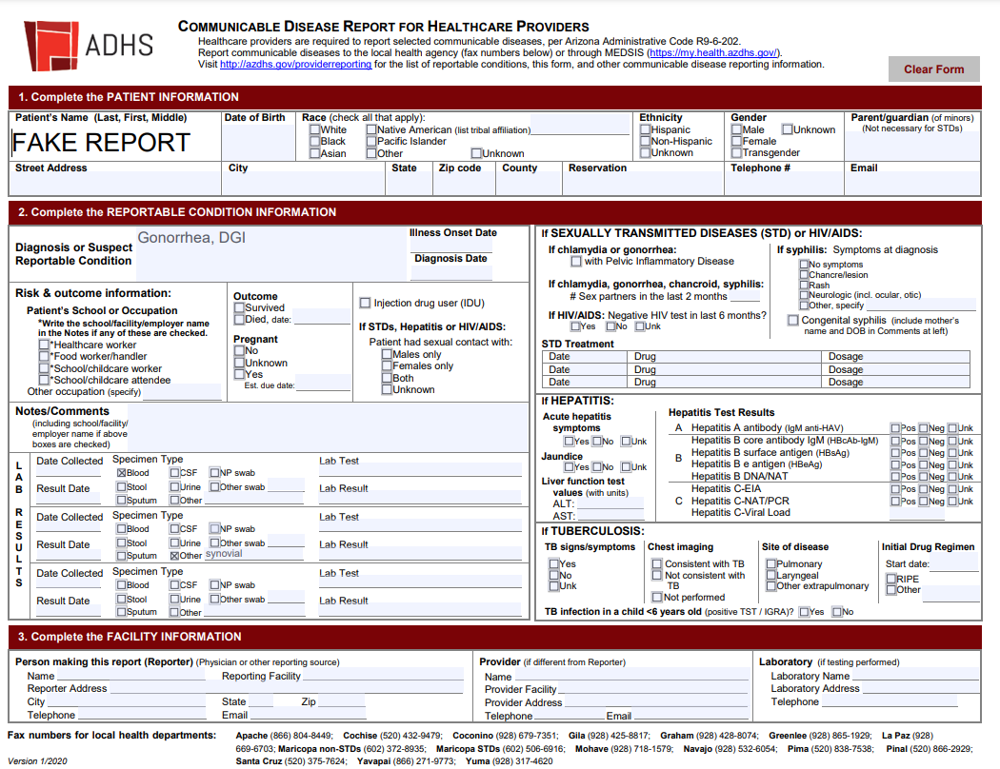 ADHS
COMMUNICABLE DISEASE REPORT FOR HEALTHCARE PROVIDERS
Healthcare providers are required to report selected communicable diseases, per Arizona Administrative Code R9-6-202.
Report communicable diseases to the local health agency (fax numbers below) or through MEDSIS (https://my.health.azdhs.gov/).
Visit http://azdhs.gov/providerreporting for the list of reportable conditions, this form, and other communicable disease reporting information.
Clear Form
1. Complete the PATIENT INFORMATION
Patient's Name (Last, First, Middle)
FAKE REPORT
Date of Birth
Race (check all that apply):
White
Native American (list tribal affiliation)
Black
Pacific Islander
Asian
Other
Unknown
Ethnicity
Hispanic
Non-Hispanic
Unknown
Gender
Male
Unknown
Female
Transgender
Parent/guardian (of minors)
(Not necessary for STDs)
Street Address
City
State
Zip code
County
Reservation
Telephone #
Email
2. Complete the REPORTABLE CONDITION INFORMATION
Diagnosis or Suspect
Reportable Condition
Gonorrhea, DGI
Illness Onset Date
Diagnosis Date
Risk & outcome information:
Patient's School or Occupation
*Write the school/facility/employer name
in the Notes if any of these are checked.
*Healthcare worker
*Food worker/handler
*School/childcare worker
*School/childcare attendee
Other occupation (specify)
Outcome
Survived
Died, date:
Pregnant
No
Unknown
Yes
Est. due date:
Injection drug user (IDU)
If STDs, Hepatitis or HIV/AIDS:
Patient had sexual contact with:
Males only
Females only
Both
Unknown
Notes/Comments
(including school/facility/
employer name if above
boxes are checked)
LAB RESULTS
Date Collected
Specimen Type
Blood CSF NP swab
Lab Test
Stool Urine Other swab
Result Date
Lab Result
Sputum Other
Date Collected
Specimen Type
Blood CSF NP swab
Lab Test
Stool Urine Other swab
Result Date
Lab Result
Sputum Other synovial
Date Collected
Specimen Type
Blood CSF NP swab
Lab Test
Stool Urine Other swab
Result Date
Lab Result
Sputum Other
If SEXUALLY TRANSMITTED DISEASES (STD) or HIV/AIDS:
If chlamydia or gonorrhea:
with Pelvic Inflammatory Disease
If chlamydia, gonorrhea, chancroid, syphilis:
# Sex partners in the last 2 months
If HIV/AIDS: Negative HIV test in last 6 months?
Yes No Unk
If syphilis: Symptoms at diagnosis
No symptoms
Chancre/lesion
Rash
Neurologic (incl. ocular, otic)
Other, specify
Congenital syphilis (include mother's
name and DOB in Comments at left)
STD Treatment
Date Drug Dosage
Date Drug Dosage
Date Drug Dosage
If HEPATITIS:
Acute hepatitis
symptoms
Yes No Unk
Jaundice
Yes No Unk
Liver function test
values (with units)
ALT:
AST:
Hepatitis Test Results
A Hepatitis A antibody (IgM anti-HAV) Pos Neg Unk
Hepatitis B core antibody IgM (HBcAb-IgM) Pos Neg Unk
B Hepatitis B surface antigen (HBsAg) Pos Neg Unk
Hepatitis B e antigen (HBeAg) Pos Neg Unk
Hepatitis B DNA/NAT Pos Neg Unk
Hepatitis C-EIA Pos Neg Unk
C Hepatitis C-NAT/PCR Pos Neg Unk
Hepatitis C-Viral Load
If TUBERCULOSIS:
TB signs/symptoms
Yes
No
Unk
Chest imaging
Consistent with TB
Not consistent with
TB
Not performed
Site of disease
Pulmonary
Laryngeal
Other extrapulmonary
Initial Drug Regimen
Start date:
RIPE
Other
TB infection in a child <6 years old (positive TST / IGRA)? Yes No
3. Complete the FACILITY INFORMATION
Person making this report (Reporter) (Physician or other reporting source)
Name Reporting Facility
Reporter Address
City State Zip
Telephone Email
Provider (if different from Reporter)
Name
Provider Facility
Provider Address
Telephone Email
Laboratory (if testing performed)
Laboratory Name
Laboratory Address
Telephone
Fax numbers for local health departments:
Apache (866) 804-8449; Cochise (520) 432-9479; Coconino (928) 679-7351; Gila (928) 425-8817; Graham (928) 428-8074; Greenlee (928) 865-1929; La Paz (928)
669-6703; Maricopa non-STDs (602) 372-8935; Maricopa STDs (602) 506-6916; Mohave (928) 718-1579; Navajo (928) 532-6054; Pima (520) 838-7538; Pinal (520) 866-2929;
Santa Cruz (520) 375-7624; Yavapai (866) 271-9773; Yuma (928) 317-4620
Version 1/2020